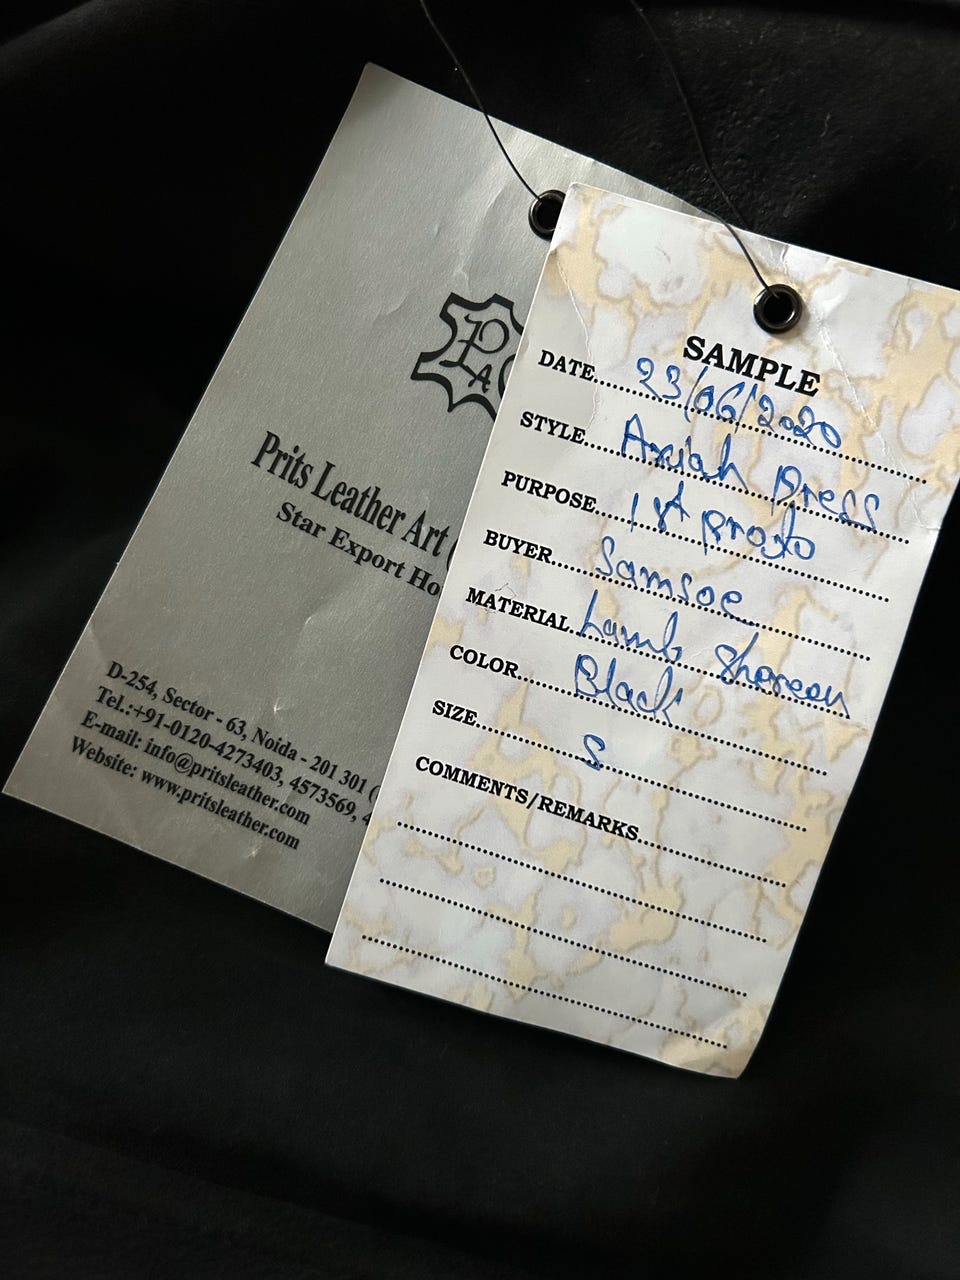 P
A
Prits Leather Art (
Star Export Ho
D-254, Sector - 63, Noida - 201 301 (
Tel.:+91-0120-4273403, 4573569, 4
E-mail: info@pritsleather.com
Website: www.pritsleather.com
SAMPLE
DATE 23/06/2020
STYLE Axiah Dress
PURPOSE 1st proto
BUYER Samsoe
MATERIAL Lamb
COLOR Black
SIZE S
COMMENTS/REMARKS